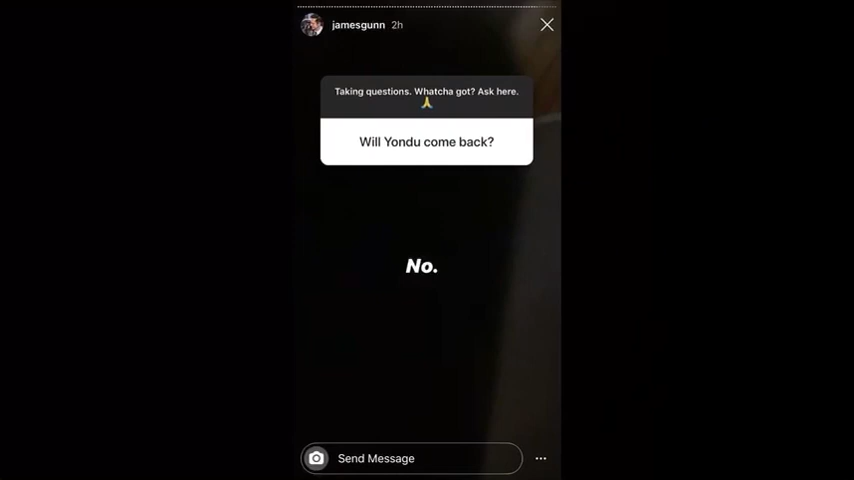 jamesgunn 2h
Taking questions. Whatcha got? Ask here.
🙏
Will Yondu come back?
No.
Send Message